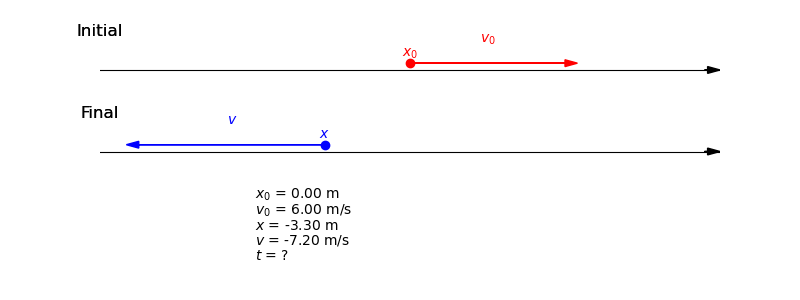 Initial
x₀
v₀
Final
v
x
x₀ = 0.00 m
v₀ = 6.00 m/s
x = -3.30 m
v = -7.20 m/s
t = ?